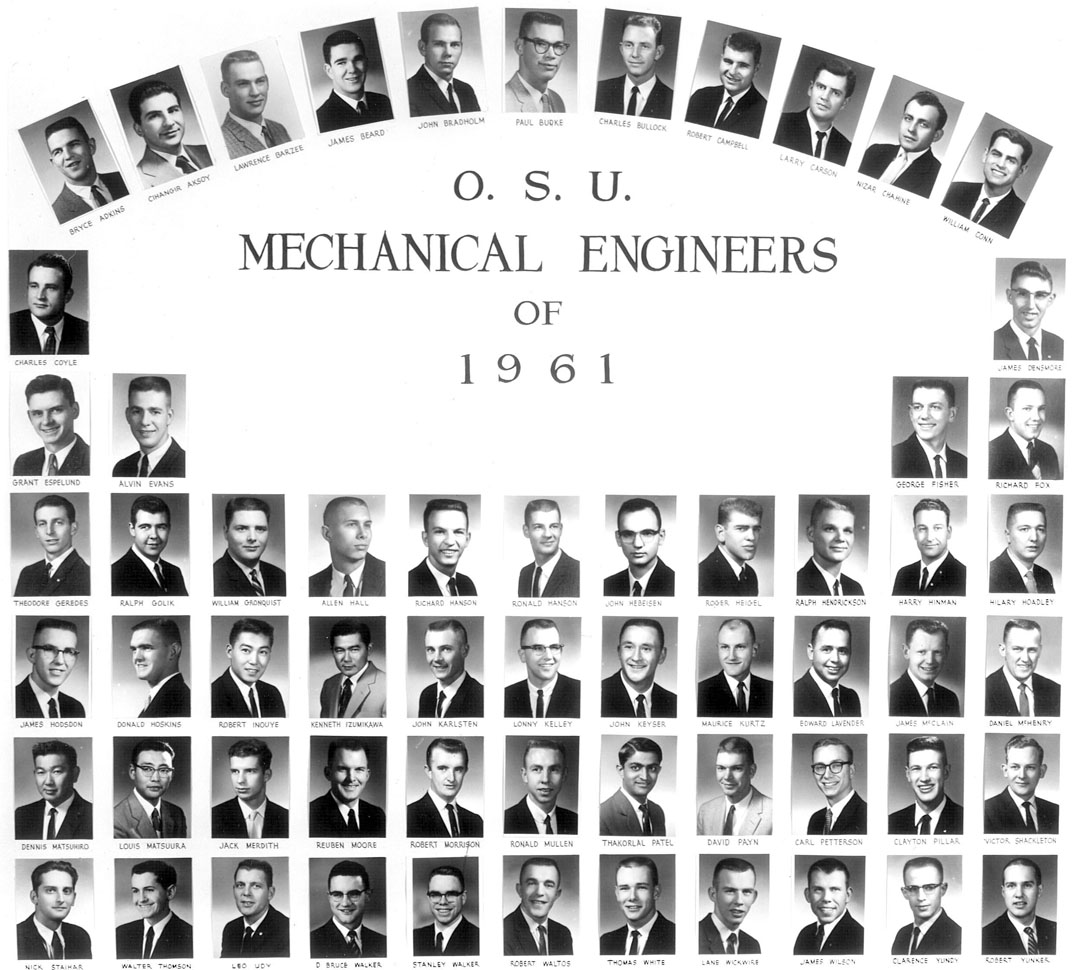 BRYCE ADKINS
CIHANGIR AKSOY
LAWRENCE BARZEE
JAMES BEARD
JOHN BRADHOLM
PAUL BURKE
CHARLES BULLOCK
ROBERT CAMPBELL
LARRY CARSON
NIZAR CHAHINE
WILLIAM CONN
O. S. U.
MECHANICAL ENGINEERS
OF
1961
CHARLES COYLE
JAMES DENSMORE
GRANT ESPELUND
ALVIN EVANS
GEORGE FISHER
RICHARD FOX
THEODORE GEREDES
RALPH GOLIK
WILLIAM GRONQUIST
ALLEN HALL
RICHARD HANSON
RONALD HANSON
JOHN HEBEISEN
ROGER HEIGEL
RALPH HENDRICKSON
HARRY HINMAN
HILARY HOADLEY
JAMES HODSDON
DONALD HOSKINS
ROBERT INOUYE
KENNETH IZUMIKAWA
JOHN KARLSTEN
LONNY KELLEY
JOHN KEYSER
MAURICE KURTZ
EDWARD LAVENDER
JAMES McCLAIN
DANIEL McHENRY
DENNIS MATSUHIRO
LOUIS MATSUURA
JACK MERDITH
REUBEN MOORE
ROBERT MORRISON
RONALD MULLEN
THAKORLAL PATEL
DAVID PAYN
CARL PETTERSON
CLAYTON PILLAR
VICTOR SHACKLETON
NICK STAIHAR
WALTER THOMSON
LEO UDY
D BRUCE WALKER
STANLEY WALKER
ROBERT WALTOS
THOMAS WHITE
LANE WICKWIRE
JAMES WILSON
CLARENCE YUNDY
ROBERT YUNKER